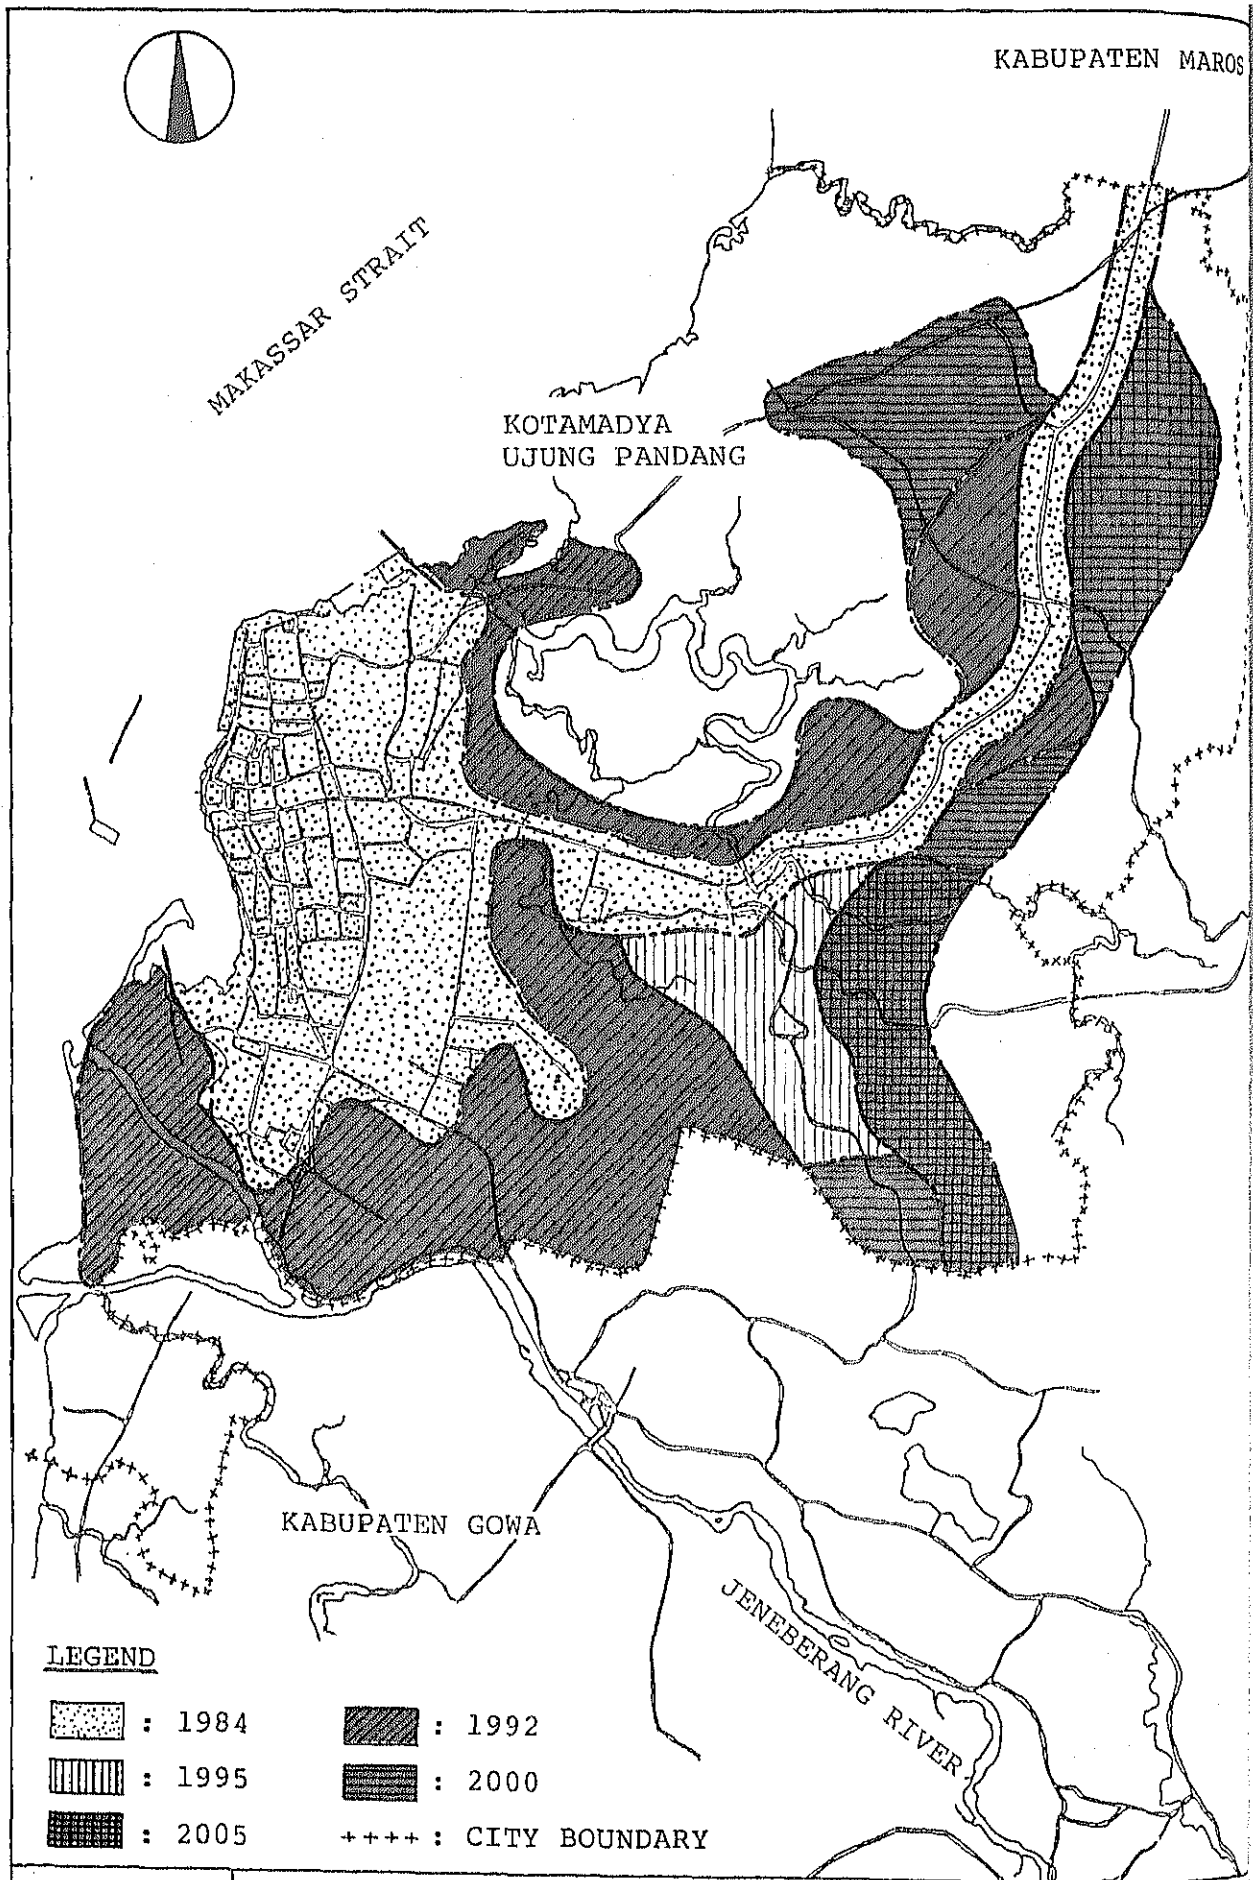 KABUPATEN MAROS
MAKASSAR STRAIT
KOTAMADYA
UJUNG PANDANG
KABUPATEN GOWA
JENEBERANG RIVER
LEGEND
: 1984
: 1992
: 1995
: 2000
: 2005
++++ : CITY BOUNDARY